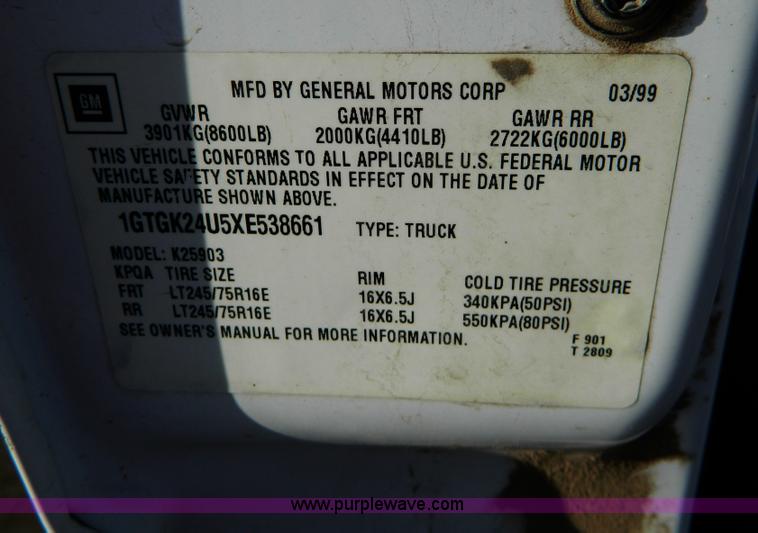 MFD BY GENERAL MOTORS CORP 03/99
GM
GVWR GAWR FRT GAWR RR
3901KG(8600LB) 2000KG(4410LB) 2722KG(6000LB)
THIS VEHICLE CONFORMS TO ALL APPLICABLE U.S. FEDERAL MOTOR
VEHICLE SAFETY STANDARDS IN EFFECT ON THE DATE OF
MANUFACTURE SHOWN ABOVE.
1GTGK24U5XE538661 TYPE: TRUCK
MODEL: K25903
KPQA TIRE SIZE RIM COLD TIRE PRESSURE
FRT LT245/75R16E 16X6.5J 340KPA(50PSI)
RR LT245/75R16E 16X6.5J 550KPA(80PSI)
SEE OWNER'S MANUAL FOR MORE INFORMATION.
F 901
T 2809
www.purplewave.com